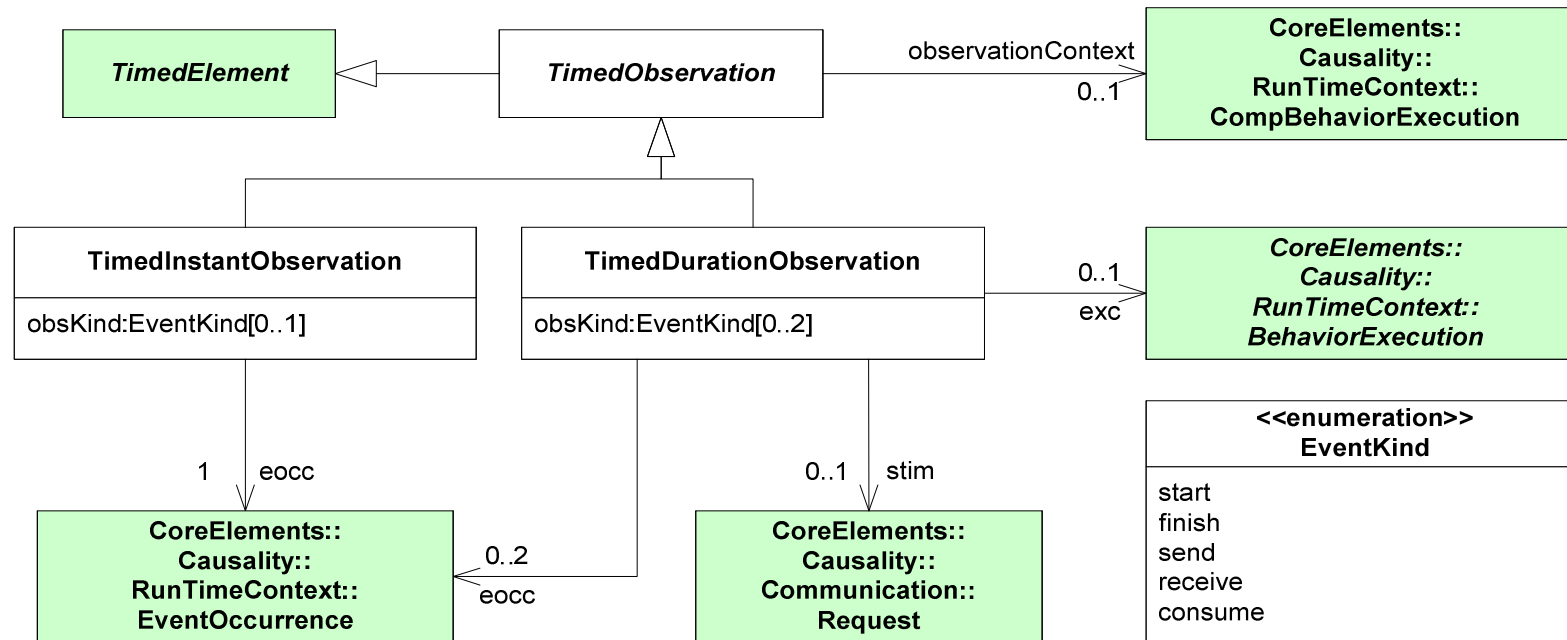 TimedElement
TimedObservation
observationContext
0..1
CoreElements::
Causality::
RunTimeContext::
CompBehaviorExecution
TimedInstantObservation
obsKind:EventKind[0..1]
TimedDurationObservation
obsKind:EventKind[0..2]
0..1
exc
CoreElements::
Causality::
RunTimeContext::
BehaviorExecution
1 eocc
0..1 stim
CoreElements::
Causality::
RunTimeContext::
EventOccurrence
0..2
eocc
CoreElements::
Causality::
Communication::
Request
<<enumeration>>
EventKind
start
finish
send
receive
consume